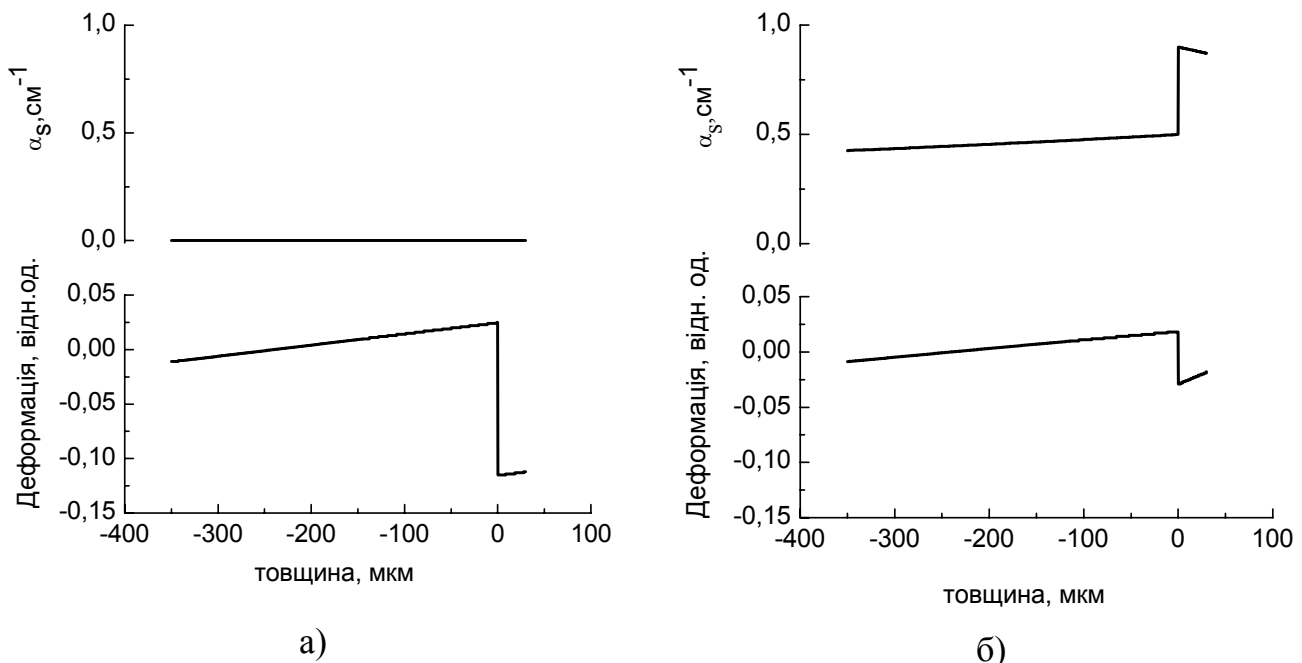 1,0
0,5
0,0
αs,см-1
0,05
0,00
-0,05
-0,10
-0,15
Деформація, відн.од.
-400 -300 -200 -100 0 100
товщина, мкм
а)
1,0
0,5
0,0
αs,см-1
0,05
0,00
-0,05
-0,10
-0,15
Деформація, відн. од.
-400 -300 -200 -100 0 100
товщина, мкм
б)